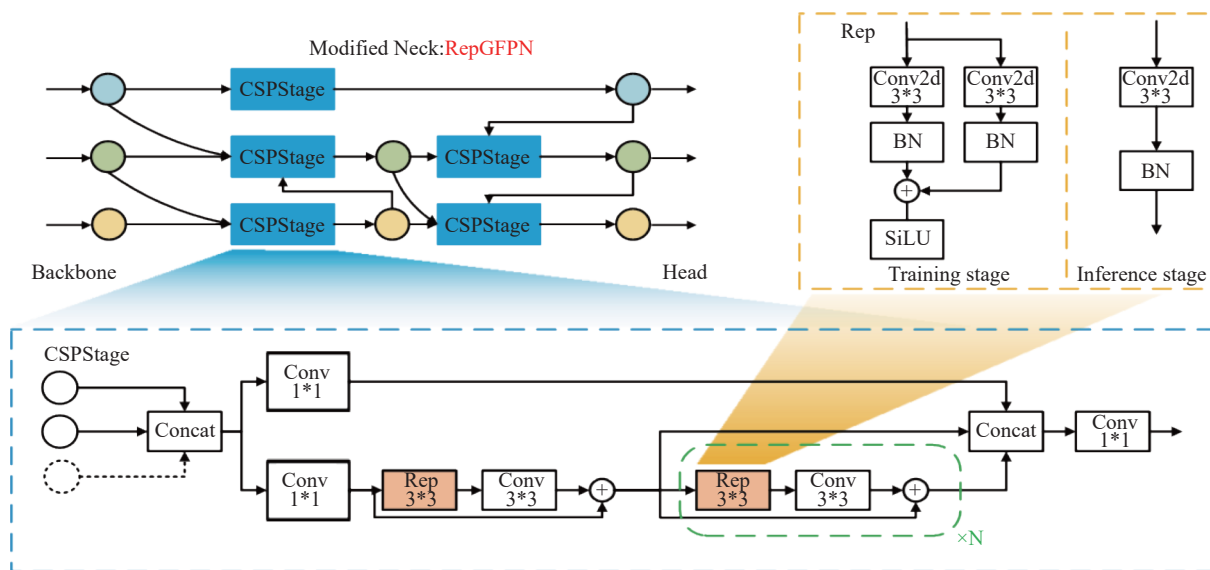 Modified Neck:RepGFPN
CSPStage
CSPStage
CSPStage
CSPStage
CSPStage
Backbone
Head
Rep
Conv2d
3*3
Conv2d
3*3
BN
BN
+
SiLU
Training stage
Conv2d
3*3
BN
Inference stage
CSPStage
Concat
Conv
1*1
Conv
1*1
Rep
3*3
Conv
3*3
+
Rep
3*3
Conv
3*3
+
×N
Concat
Conv
1*1